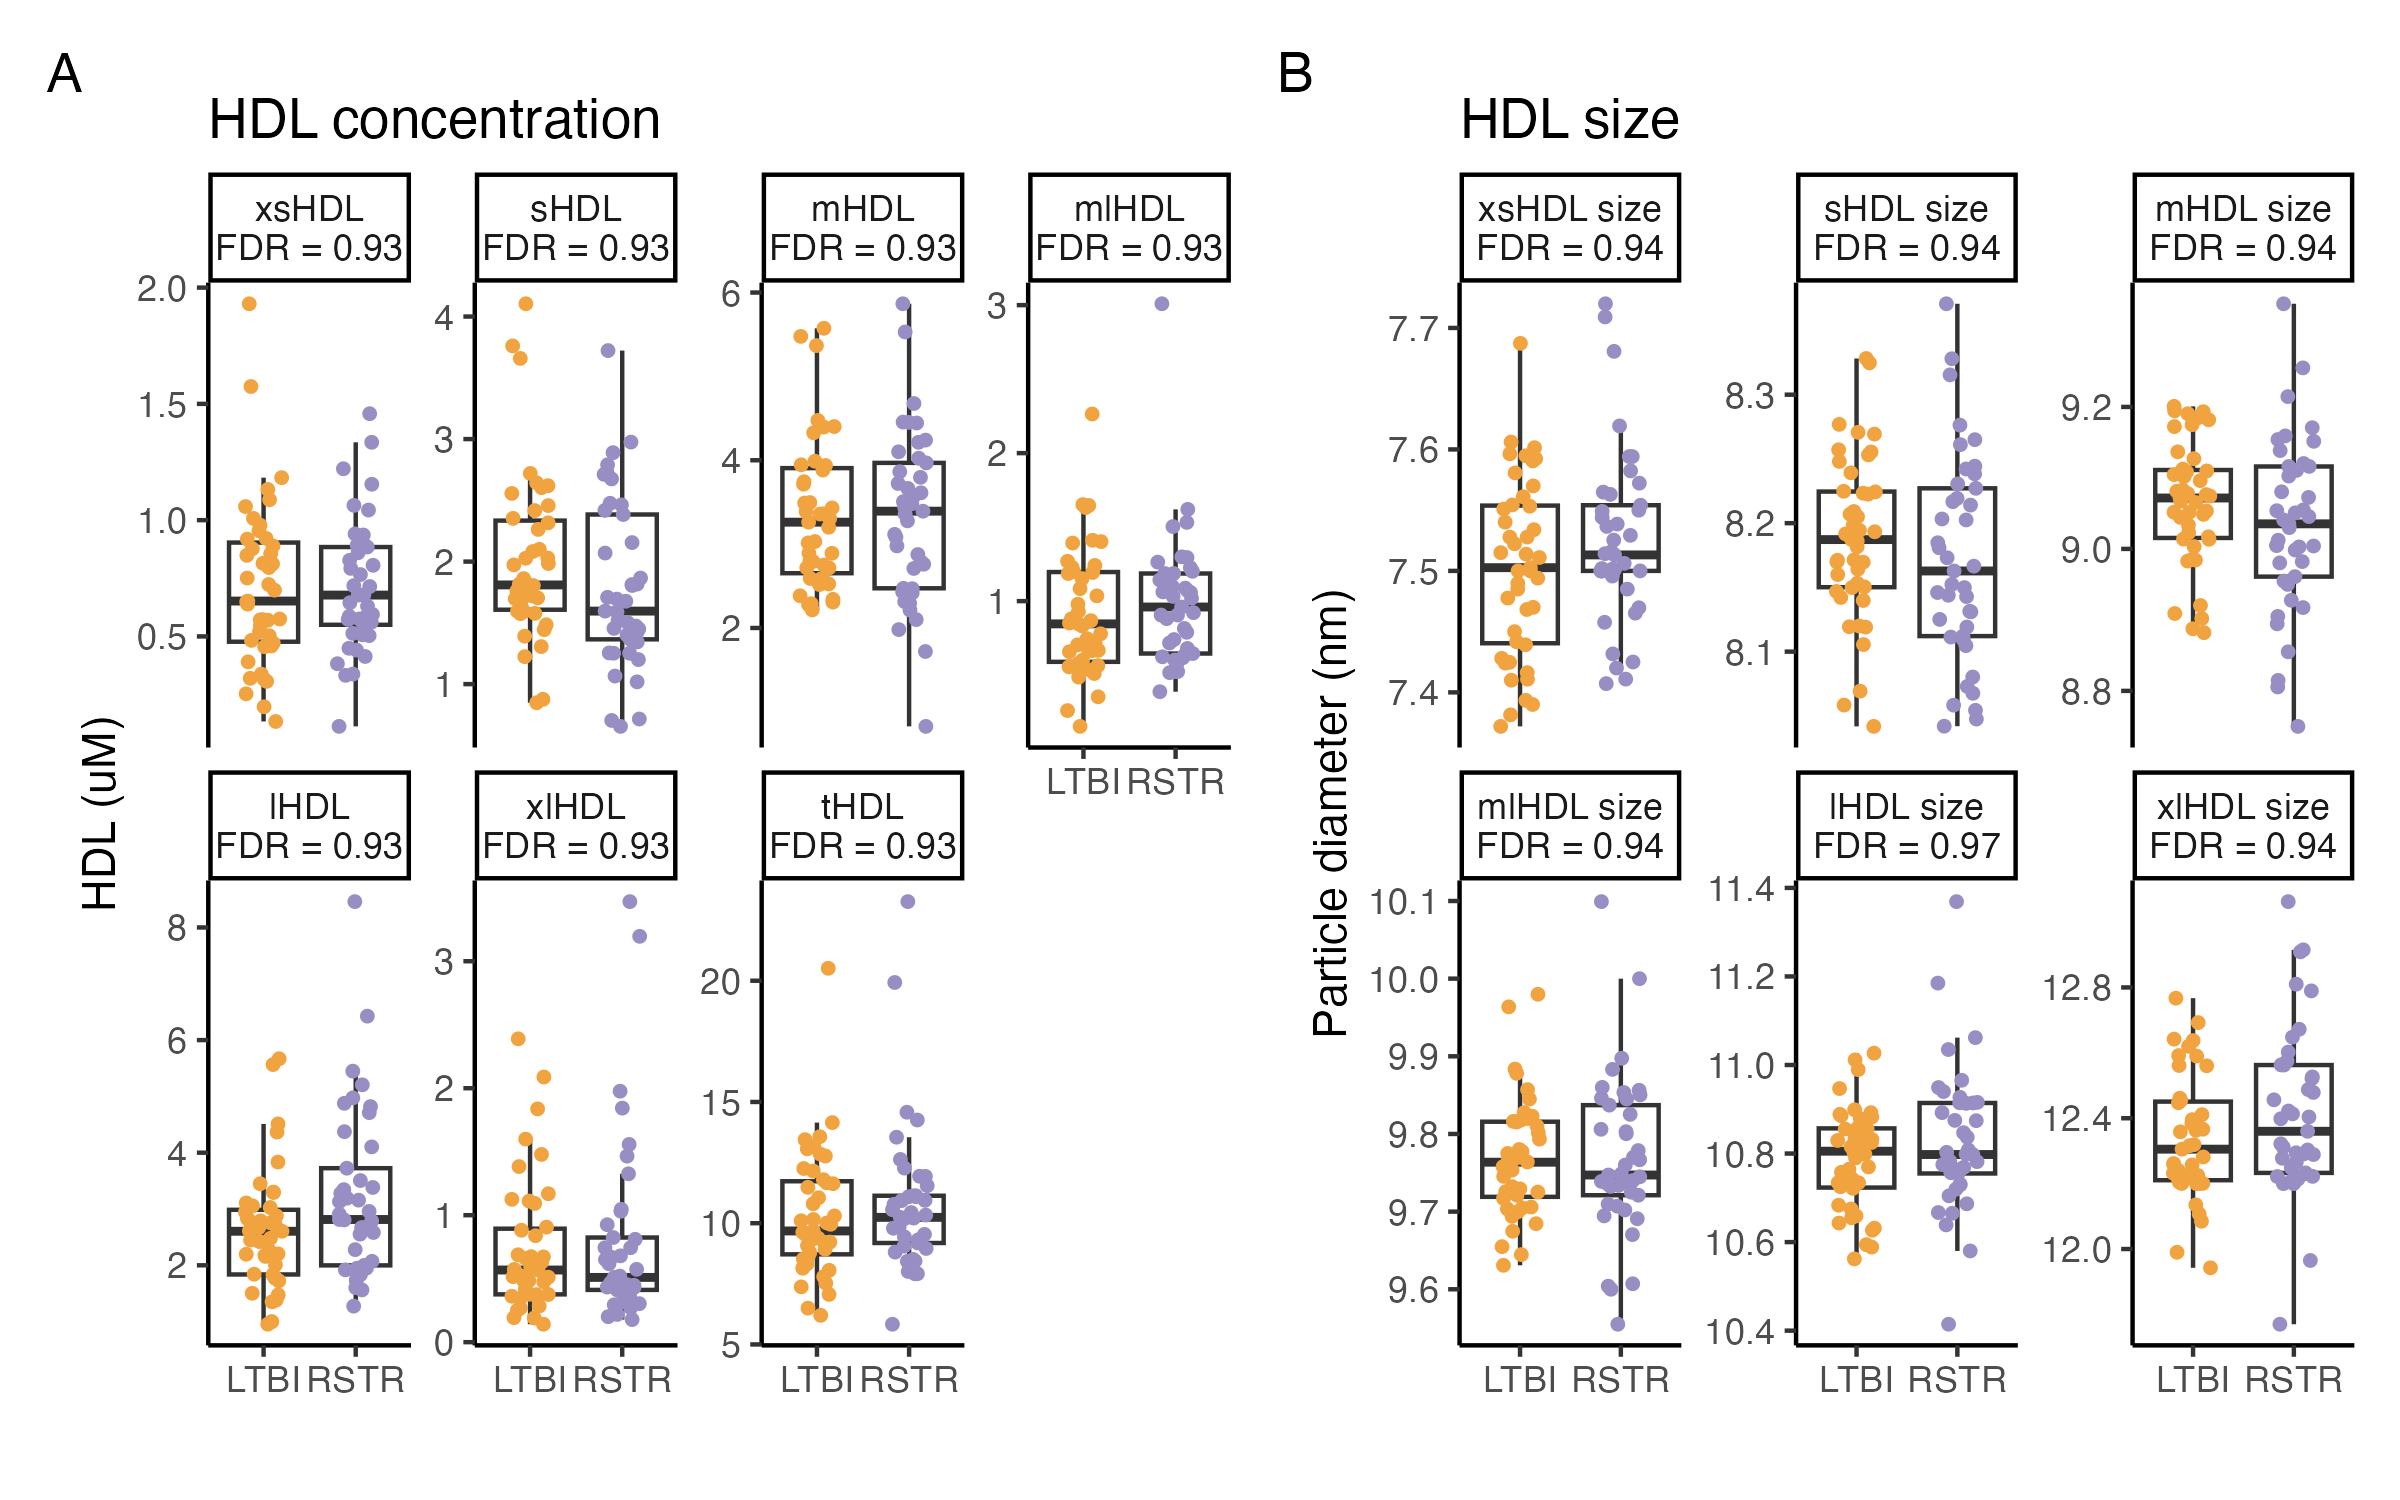 A
HDL concentration
xsHDL
FDR = 0.93
sHDL
FDR = 0.93
mHDL
FDR = 0.93
mlHDL
FDR = 0.93
2.0
1.5
1.0
0.5
4
3
2
1
6
4
2
3
2
1
LTBI RSTR
HDL (uM)
lHDL
FDR = 0.93
xlHDL
FDR = 0.93
tHDL
FDR = 0.93
8
6
4
2
3
2
1
0
20
15
10
5
LTBI RSTR
LTBI RSTR
LTBI RSTR
B
HDL size
xsHDL size
FDR = 0.94
sHDL size
FDR = 0.94
mHDL size
FDR = 0.94
7.7
7.6
7.5
7.4
8.3
8.2
8.1
9.2
9.0
8.8
Particle diameter (nm)
mlHDL size
FDR = 0.94
lHDL size
FDR = 0.97
xlHDL size
FDR = 0.94
10.1
10.0
9.9
9.8
9.7
9.6
11.4
11.2
11.0
10.8
10.6
10.4
12.8
12.4
12.0
LTBI RSTR
LTBI RSTR
LTBI RSTR